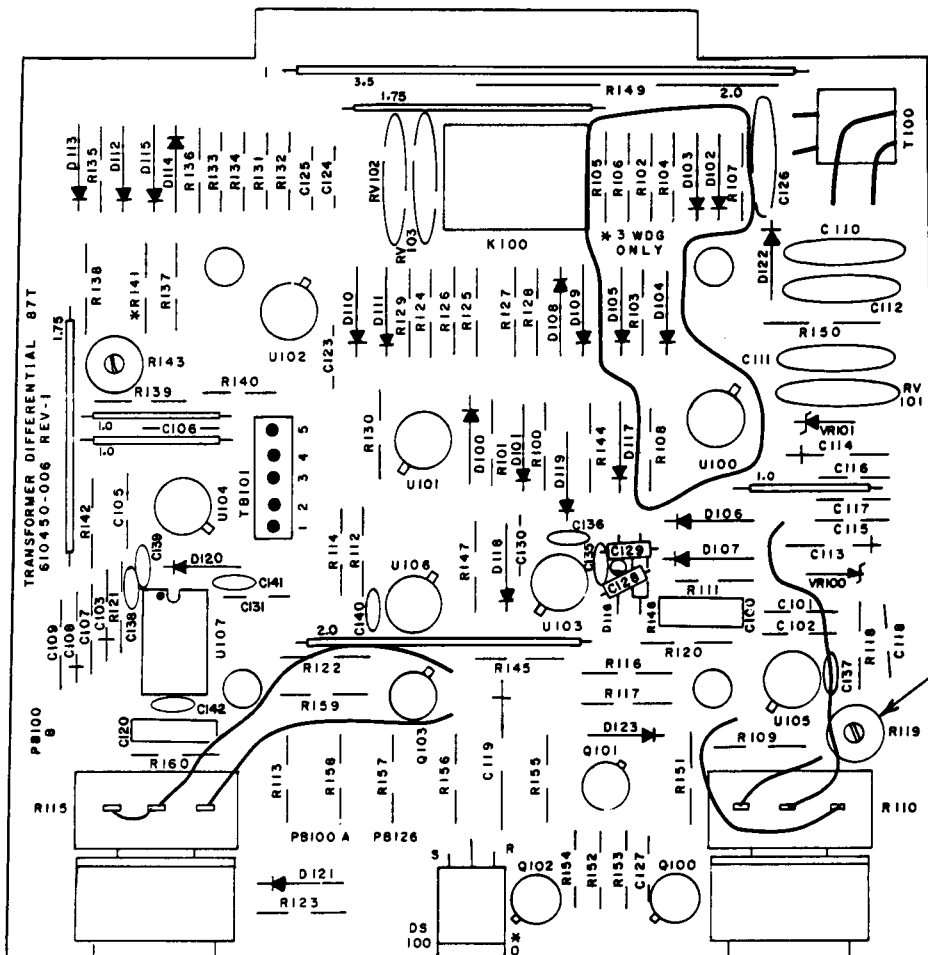 3.5
R149
2.0
1.75
T100
D113
R135
D112
D115
D114
R136
R133
R134
R131
R132
C125
C124
RV102
RV103
K100
R105
R106
R102
R104
D103
D102
R107
C126
* 3 WDG
ONLY
D122
C110
C112
R150
C111
RV
101
VR101
TRANSFORMER DIFFERENTIAL 87T
610450-006 REV-1
1.75
R138
*R141
R137
U102
C123
D110
D111
R129
R124
R126
R125
R127
R128
D108
D109
D105
R103
D104
R143
R139
R140
1.0
C106
1.0
TB101
5
4
3
2
1
R130
U101
D100
R101
D101
R100
D119
R144
D117
R108
U100
C114
C116
1.0
C117
C115
C113
VR100
R142
C105
U104
C139
D120
C141
C131
R114
R112
C140
U106
R147
D118
C130
C136
U103
C135
C129
C128
D116
R146
D106
D107
R111
C100
C101
C102
R120
R118
C118
C109
C108
C107
C103
R121
C138
U107
C142
2.0
R122
R159
R145
R116
R117
U105
C137
R119
PB100
B
C120
R160
Q103
D123
Q101
R109
R115
R113
R158
R157
R156
C119
R155
R151
R110
PB100 A
PB126
D121
R123
S
R
DS
100
*
D
Q102
R154
R152
R153
C127
Q100